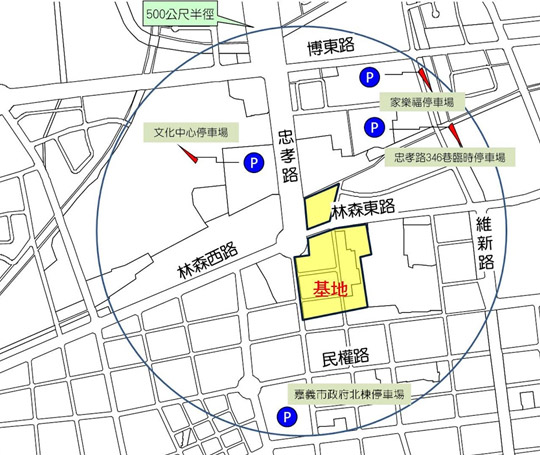 500公尺半徑
博東路
P
家樂福停車場
文化中心停車場
P
忠孝路
P
忠孝路346巷臨時停車場
林森東路
維新路
林森西路
基地
民權路
嘉義市政府北棟停車場
P